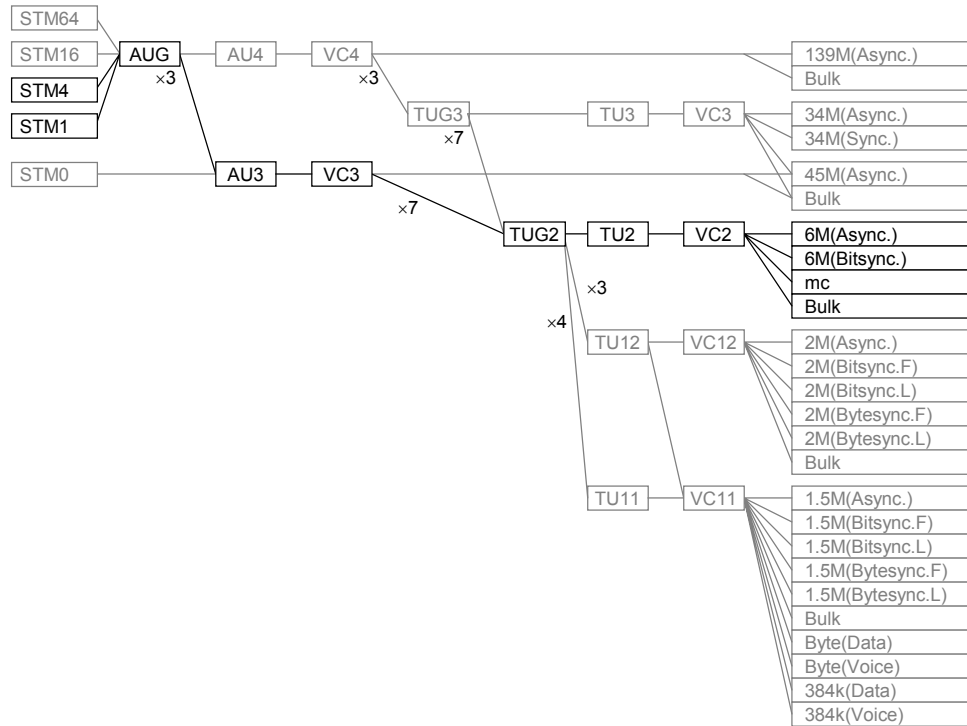 STM64
STM16 AUG AU4 VC4 139M(Async.)
×3 ×3 Bulk
STM4
STM1 TUG3 TU3 VC3 34M(Async.)
×7 34M(Sync.)
STM0 AU3 VC3 45M(Async.)
Bulk
×7
TUG2 TU2 VC2 6M(Async.)
6M(Bitsync.)
mc
×3
Bulk
×4
TU12 VC12 2M(Async.)
2M(Bitsync.F)
2M(Bitsync.L)
2M(Bytesync.F)
2M(Bytesync.L)
Bulk
TU11 VC11 1.5M(Async.)
1.5M(Bitsync.F)
1.5M(Bitsync.L)
1.5M(Bytesync.F)
1.5M(Bytesync.L)
Bulk
Byte(Data)
Byte(Voice)
384k(Data)
384k(Voice)